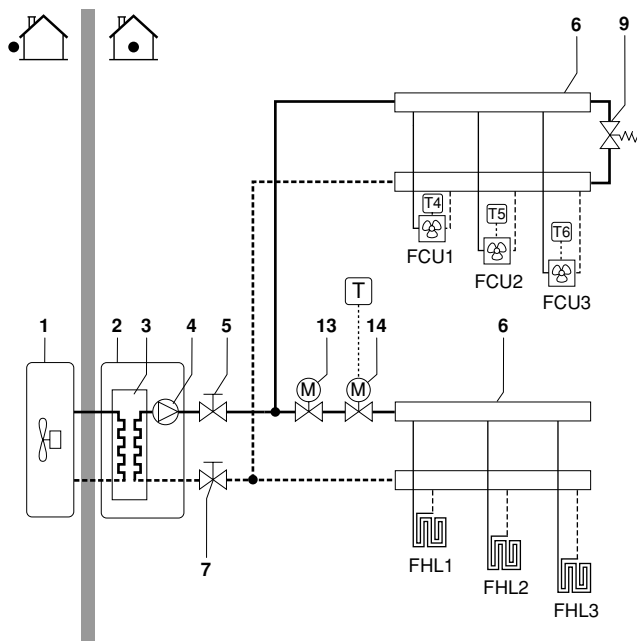 6 9
T4 T5 T6
FCU1 FCU2 FCU3
T
1 2 3 4 5 13 14 6
M M
7
FHL1 FHL2 FHL3